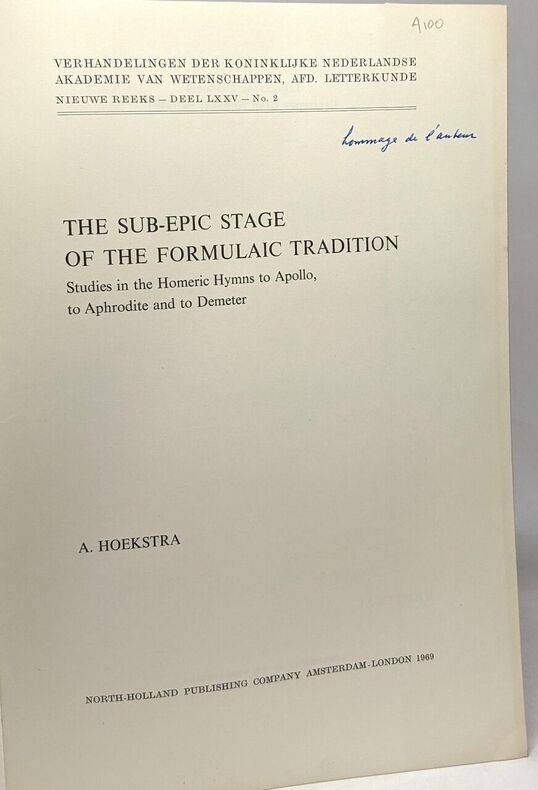 A100
VERHANDELINGEN DER KONINKLIJKE NEDERLANDSE
AKADEMIE VAN WETENSCHAPPEN, AFD. LETTERKUNDE
NIEUWE REEKS – DEEL LXXV – No. 2
hommage de l'auteur
THE SUB-EPIC STAGE
OF THE FORMULAIC TRADITION
Studies in the Homeric Hymns to Apollo,
to Aphrodite and to Demeter
A. HOEKSTRA
NORTH-HOLLAND PUBLISHING COMPANY AMSTERDAM-LONDON 1969